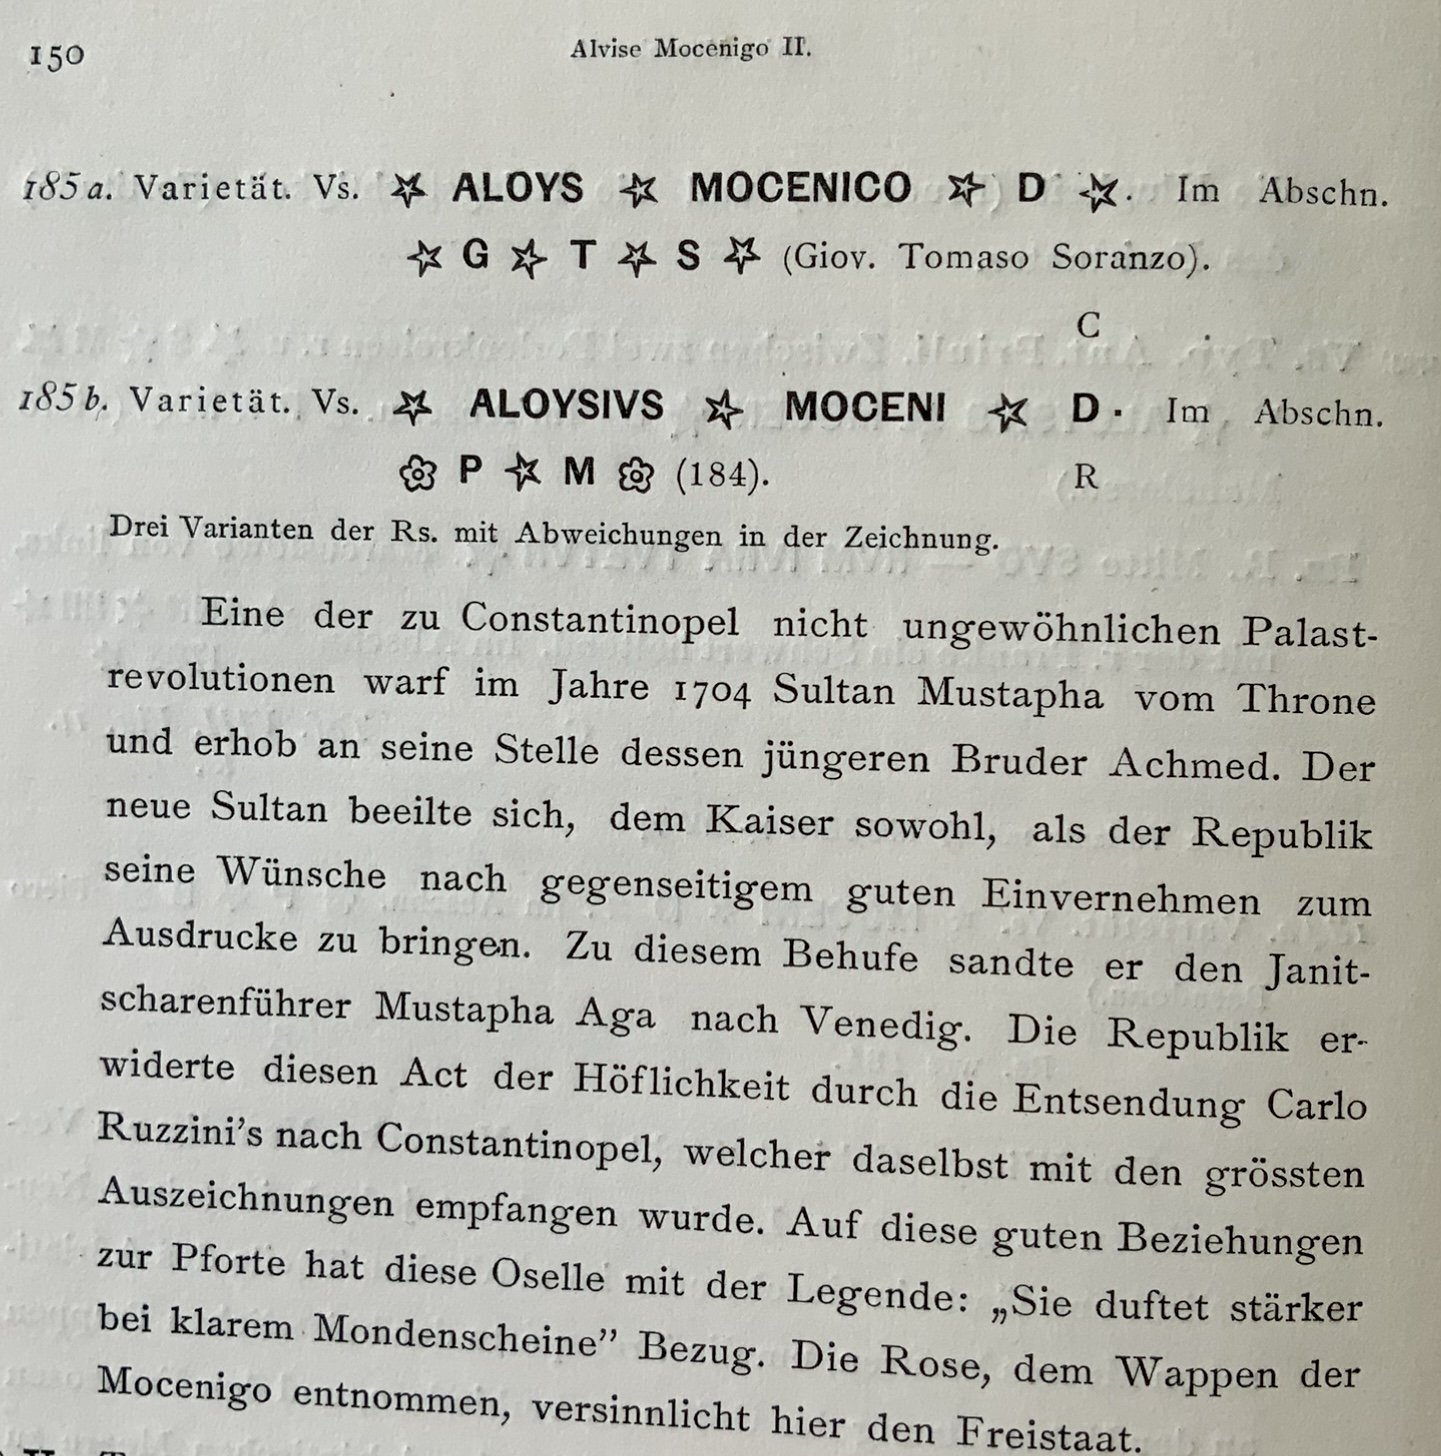 150 Alvise Mocenigo II.
185 a. Varietät. Vs. ☆ ALOYS ☆ MOCENICO ☆ D ☆. Im Abschn.
☆ G ☆ T ☆ S ☆ (Giov. Tomaso Soranzo).
C
185 b. Varietät. Vs. ☆ ALOYSIVS ☆ MOCENI ☆ D · Im Abschn.
❀ P ☆ M ❀ (184). R
Drei Varianten der Rs. mit Abweichungen in der Zeichnung.
Eine der zu Constantinopel nicht ungewöhnlichen Palast-
revolutionen warf im Jahre 1704 Sultan Mustapha vom Throne
und erhob an seine Stelle dessen jüngeren Bruder Achmed. Der
neue Sultan beeilte sich, dem Kaiser sowohl, als der Republik
seine Wünsche nach gegenseitigem guten Einvernehmen zum
Ausdrucke zu bringen. Zu diesem Behufe sandte er den Janit-
scharenführer Mustapha Aga nach Venedig. Die Republik er-
widerte diesen Act der Höflichkeit durch die Entsendung Carlo
Ruzzini's nach Constantinopel, welcher daselbst mit den grössten
Auszeichnungen empfangen wurde. Auf diese guten Beziehungen
zur Pforte hat diese Oselle mit der Legende: „Sie duftet stärker
bei klarem Mondenscheine” Bezug. Die Rose, dem Wappen der
Mocenigo entnommen, versinnlicht hier den Freistaat.